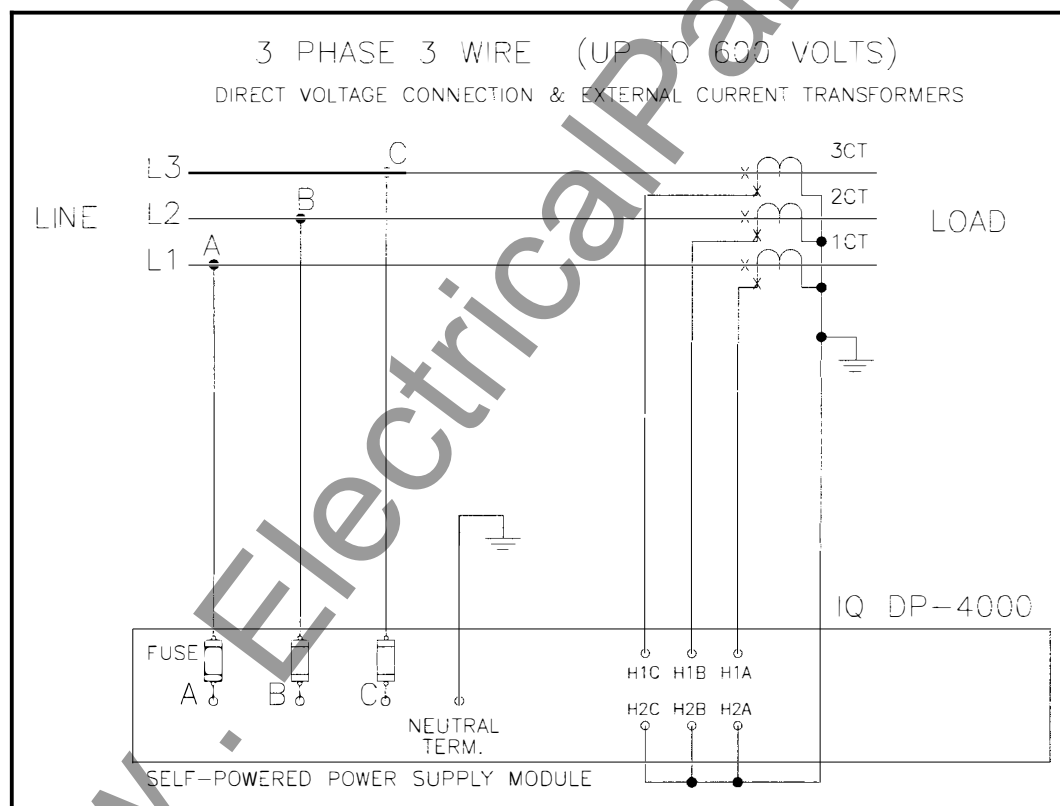 3 PHASE 3 WIRE (UP TO 600 VOLTS)
DIRECT VOLTAGE CONNECTION & EXTERNAL CURRENT TRANSFORMERS
C
3CT
L3
B
2CT
LINE
L2
LOAD
A
1CT
L1
IQ DP-4000
FUSE
H1C H1B H1A
A
B
C
H2C H2B H2A
NEUTRAL
TERM.
SELF-POWERED POWER SUPPLY MODULE
. ElectricalPa